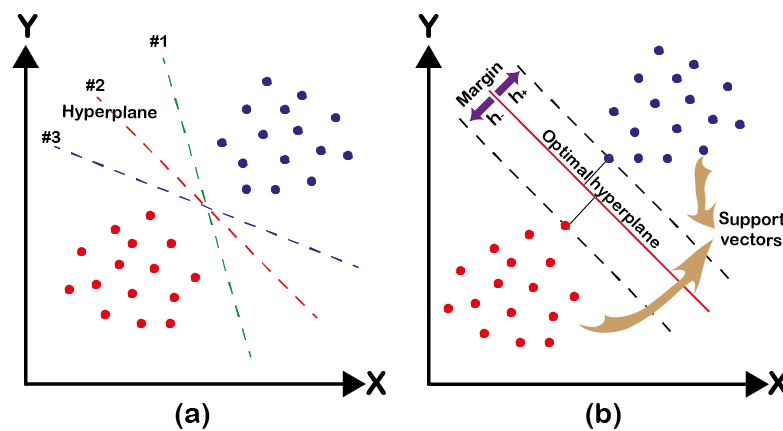 Y
#1
#2
Hyperplane
#3
X
(a)
Y
Margin
h+
h-
Optimal hyperplane
Support
vectors
X
(b)